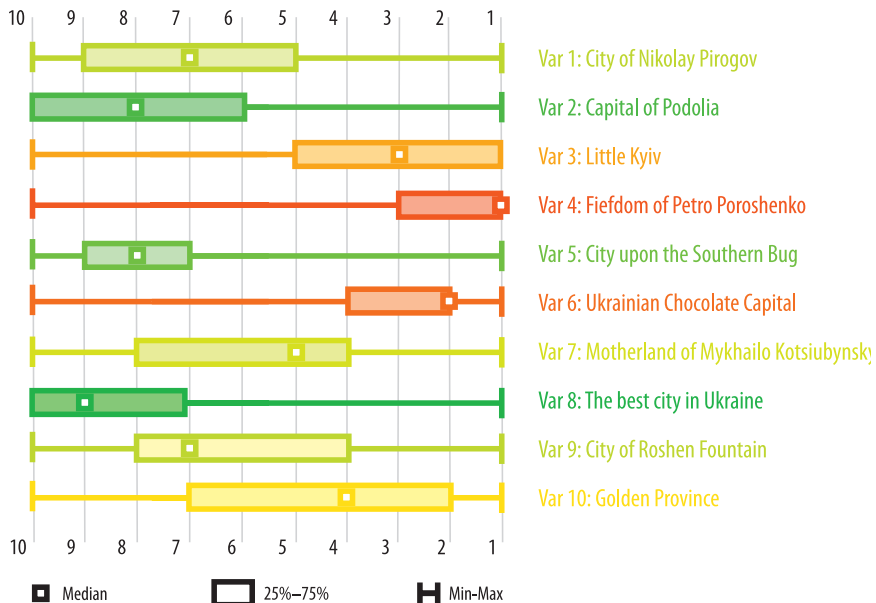 10 9 8 7 6 5 4 3 2 1
Var 1: City of Nikolay Pirogov
Var 2: Capital of Podolia
Var 3: Little Kyiv
Var 4: Fiefdom of Petro Poroshenko
Var 5: City upon the Southern Bug
Var 6: Ukrainian Chocolate Capital
Var 7: Motherland of Mykhailo Kotsiubynsky
Var 8: The best city in Ukraine
Var 9: City of Roshen Fountain
Var 10: Golden Province
10 9 8 7 6 5 4 3 2 1
Median 25%–75% Min-Max